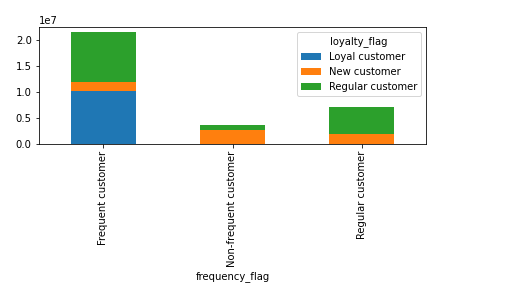 1e7
2.0
1.5
1.0
0.5
0.0
loyalty_flag
Loyal customer
New customer
Regular customer
Frequent customer
Non-frequent customer
Regular customer
frequency_flag